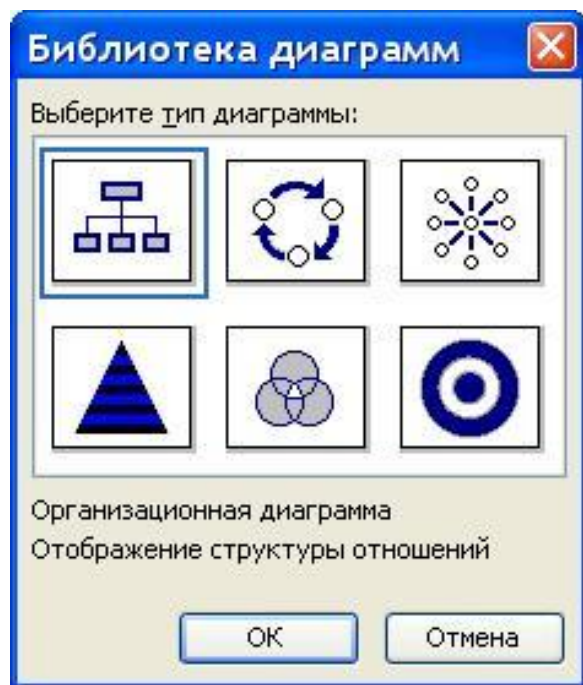 Библиотека диаграмм
Выберите тип диаграммы:
Организационная диаграмма
Отображение структуры отношений
ОК
Отмена